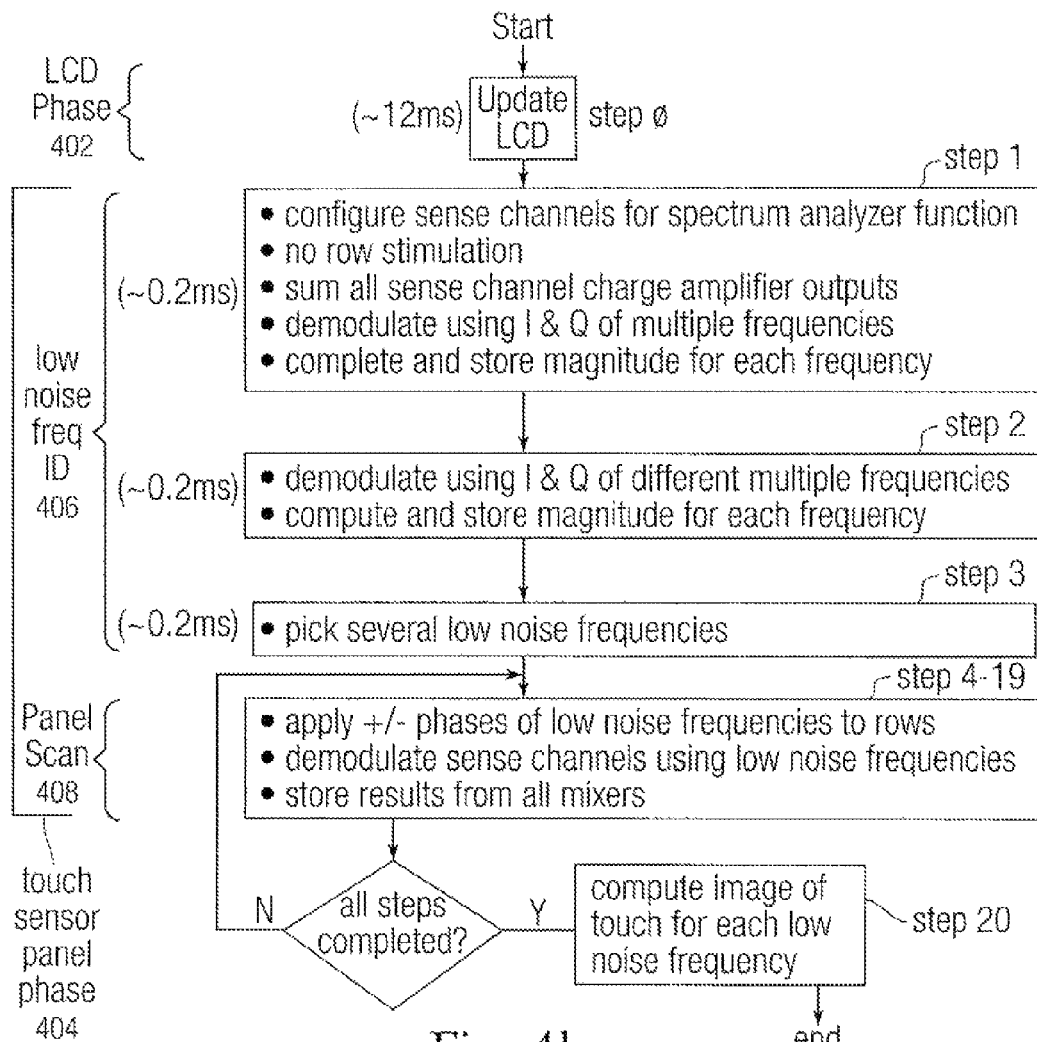 Start
LCD
Phase
402
(~12ms)
Update
LCD
step ø
step 1
• configure sense channels for spectrum analyzer function
• no row stimulation
• sum all sense channel charge amplifier outputs
• demodulate using I & Q of multiple frequencies
• complete and store magnitude for each frequency
(~0.2ms)
low
noise
freq
ID
406
step 2
• demodulate using I & Q of different multiple frequencies
• compute and store magnitude for each frequency
(~0.2ms)
step 3
(~0.2ms)
• pick several low noise frequencies
step 4-19
Panel
Scan
408
• apply +/- phases of low noise frequencies to rows
• demodulate sense channels using low noise frequencies
• store results from all mixers
touch
sensor
panel
phase
404
N
all steps
completed?
Y
compute image of
touch for each low
noise frequency
step 20
end